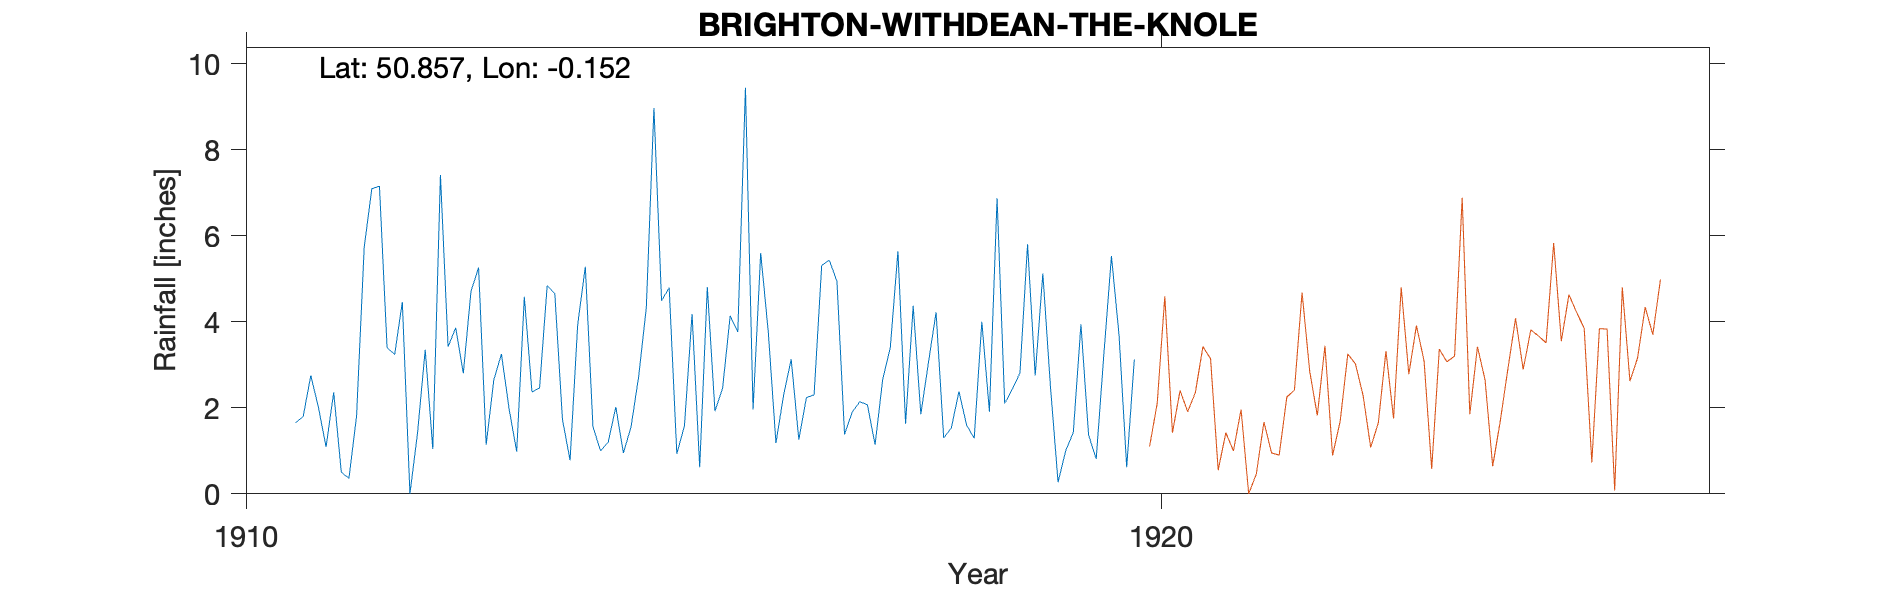 BRIGHTON-WITHDEAN-THE-KNOLE
Lat: 50.857, Lon: -0.152
10
8
6
4
2
0
Rainfall [inches]
1910
1920
Year